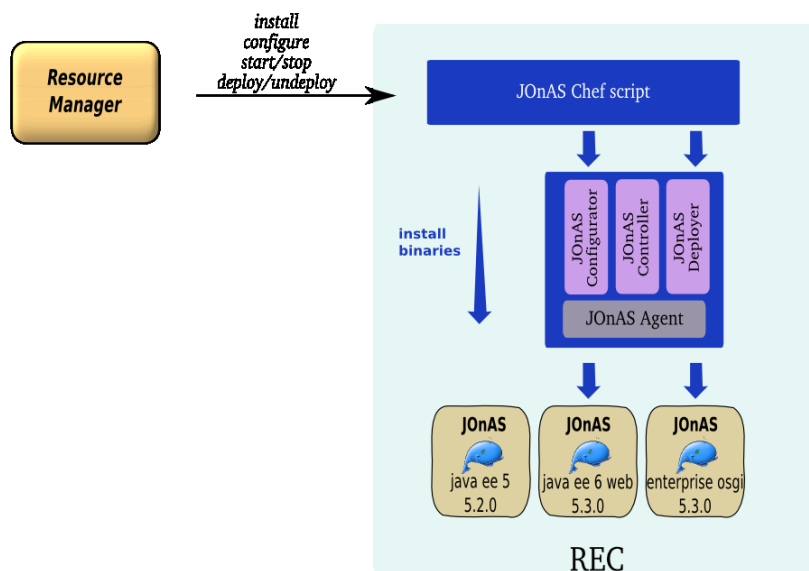 install
configure
start/stop
deploy/undeploy
Resource
Manager
JOnAS Chef script
install
binaries
JOnAS
Configurator
JOnAS
Controller
JOnAS
Deployer
JOnAS Agent
JOnAS
java ee 5
5.2.0
JOnAS
java ee 6 web
5.3.0
JOnAS
enterprise osgi
5.3.0
REC